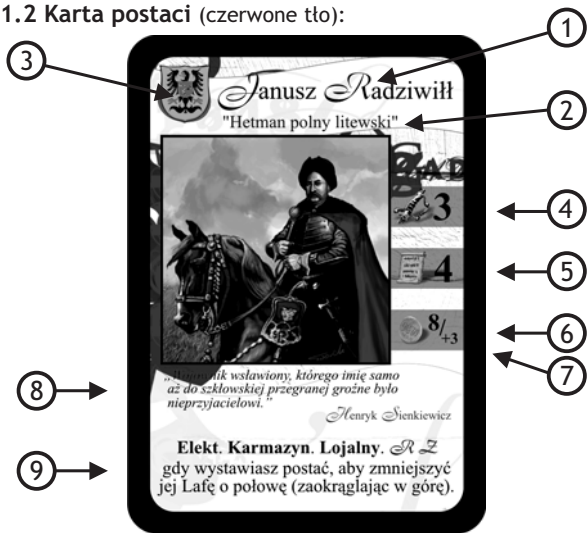 1.2 Karta postaci (czerwone tło):
1
3
Janusz Radziwiłł
"Hetman polny litewski"
2
3
4
4
5
8/+3
6
7
wsławiony, którego imię samo
aż do szkłowskiej przegranej groźne było
nieprzyjacielowi."
8
Henryk Sienkiewicz
Elekt. Karmazyn. Lojalny. R Z
gdy wystawiasz postać, aby zmniejszyć
9
jej Lafę o połowę (zaokrąglając w górę).